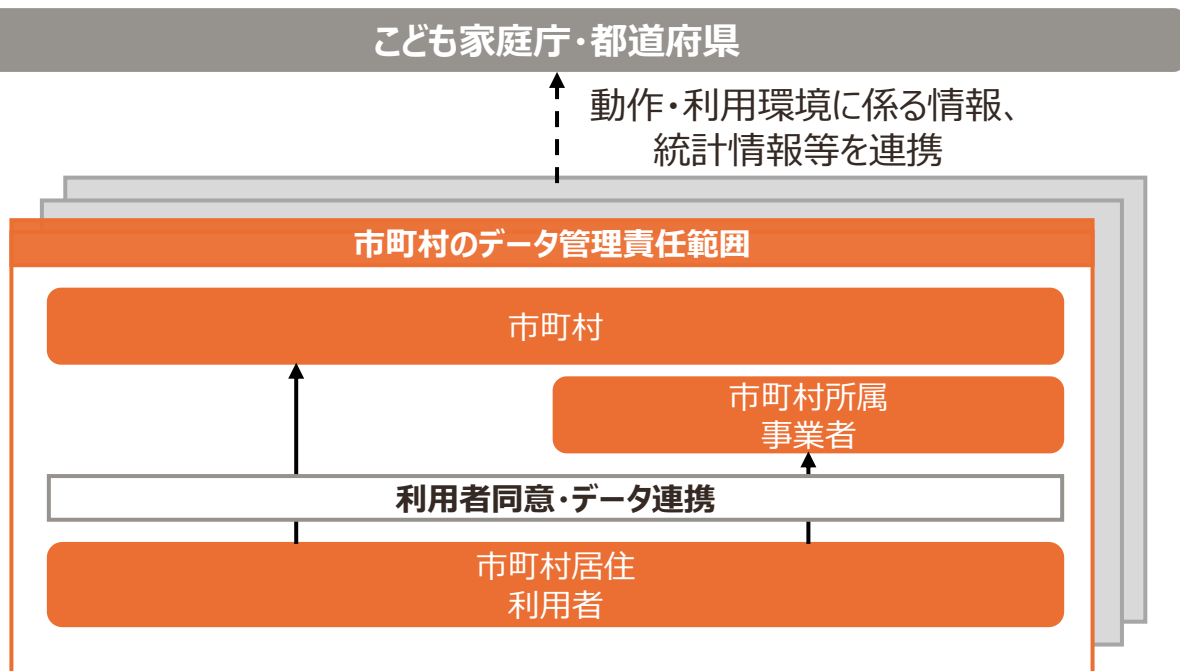 こども家庭庁・都道府県
動作・利用環境に係る情報、
統計情報等を連携
市町村のデータ管理責任範囲
市町村
市町村所属
事業者
利用者同意・データ連携
市町村居住
利用者